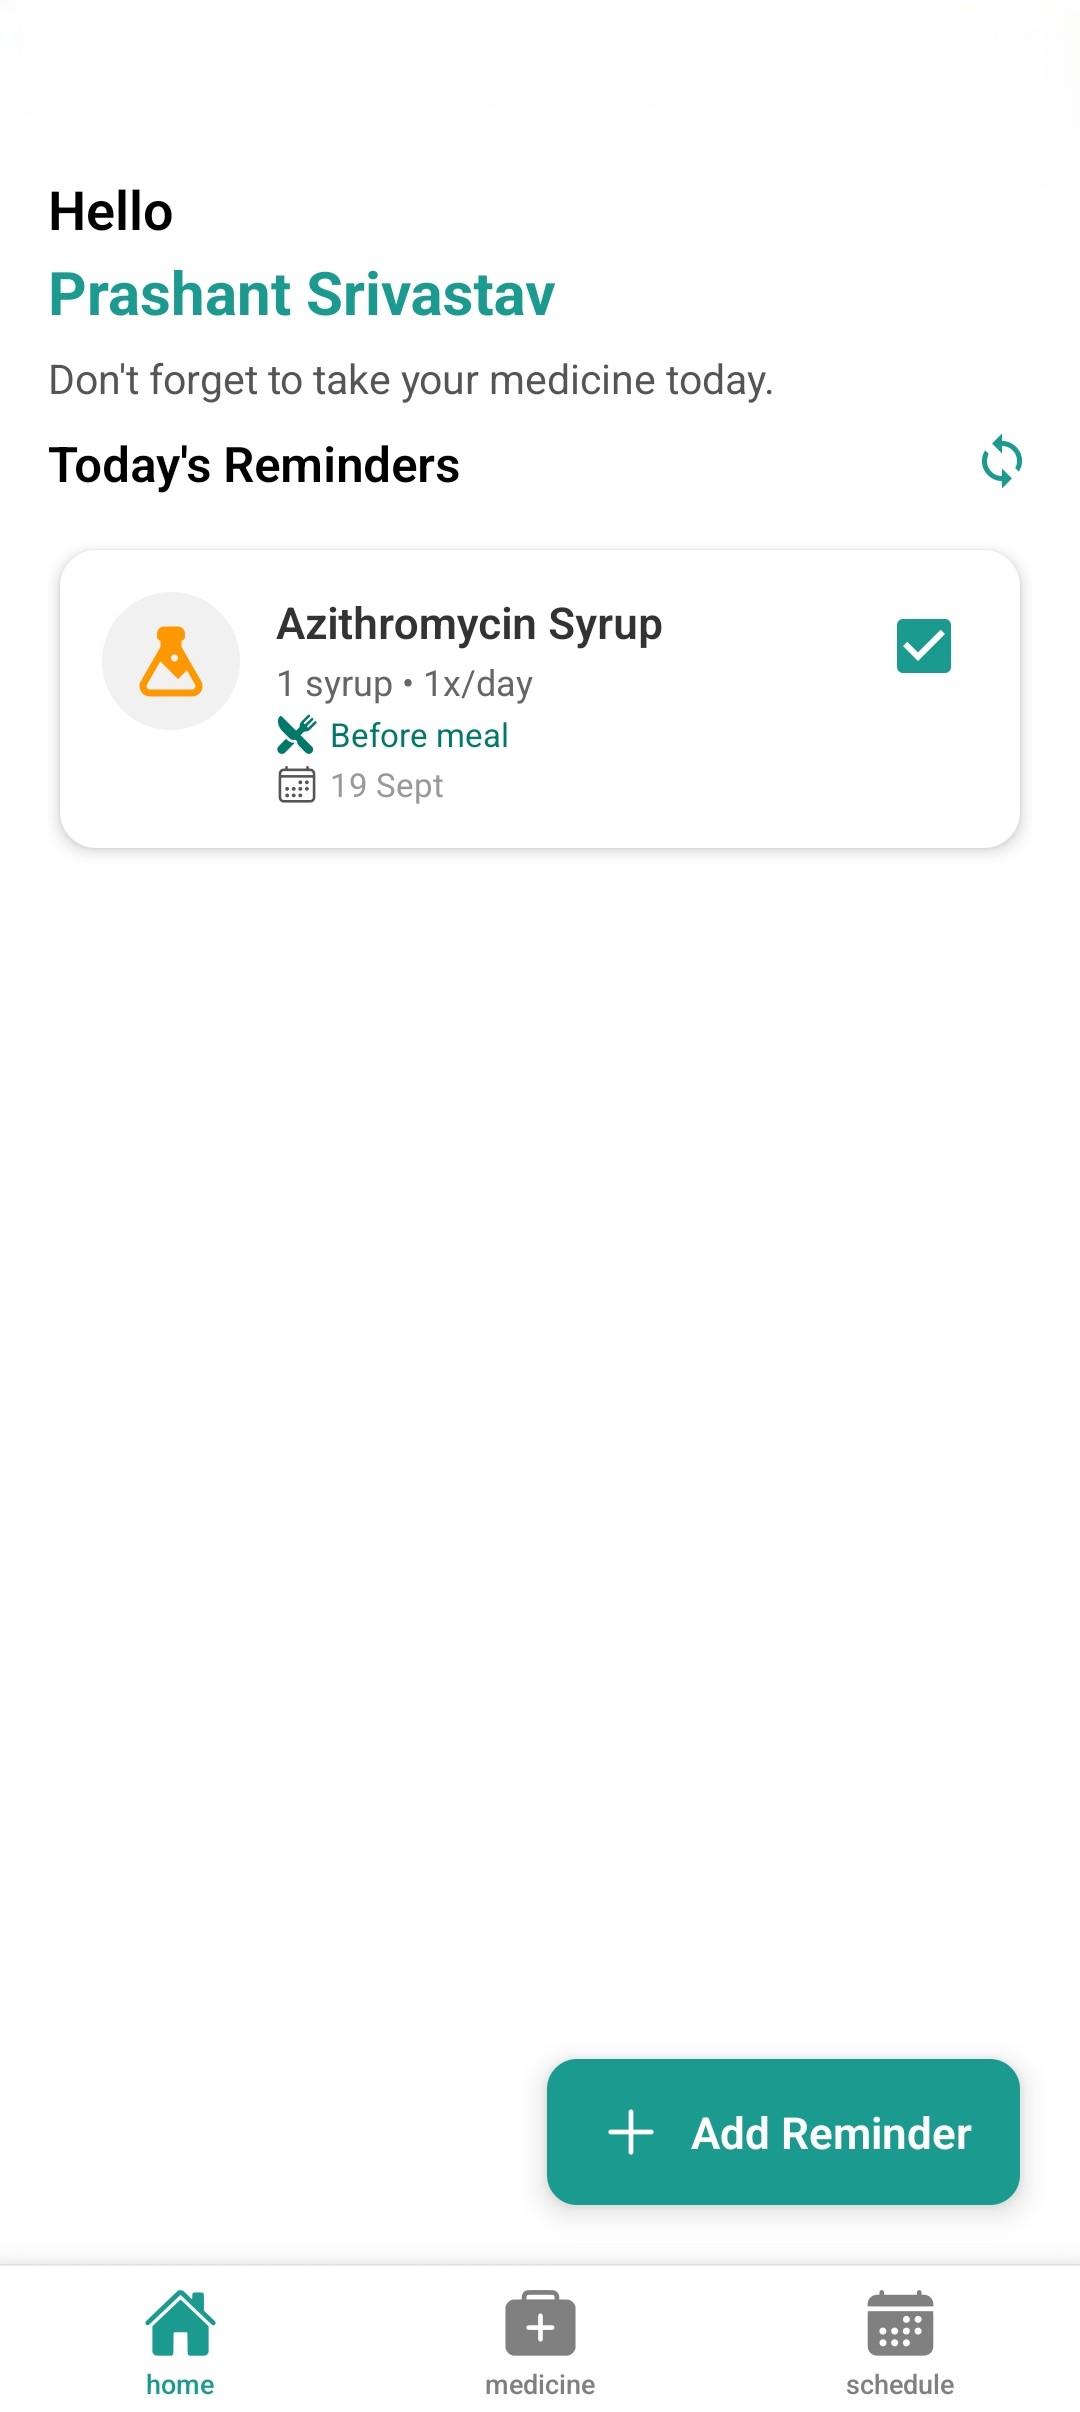 Hello
Prashant Srivastav
Don't forget to take your medicine today.
Today's Reminders
Azithromycin Syrup
1 syrup • 1x/day
Before meal
19 Sept
Add Reminder
home
medicine
schedule